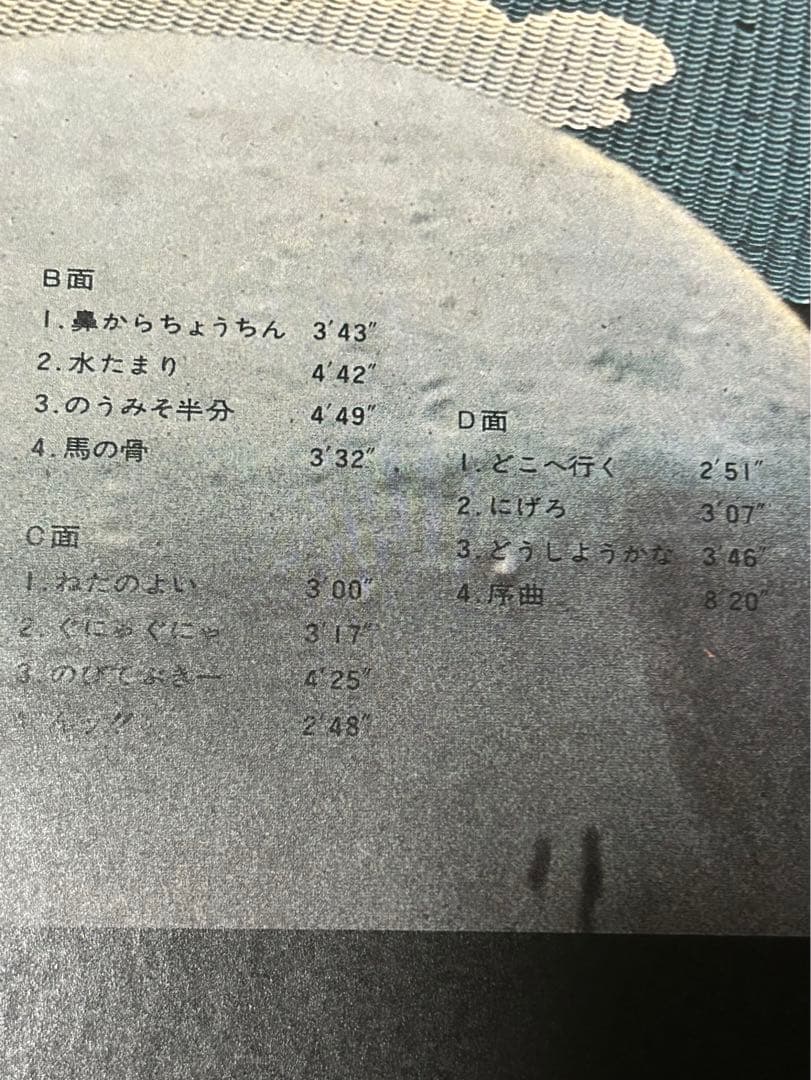 B面
1.鼻からちょうちん 3′43″
2.水たまり 4′42″
3.のうみそ半分 4′49″
4.馬の骨 3′32″
C面
1.ねたのよい 3′00″
2.ぐにゃぐにゃ 3′17″
3.のびてぶきー 4′25″
2′48″
D面
1.どこへ行く 2′51″
2.にげろ 3′07″
3.どうしようかな 3′46″
4.序曲 8′20″